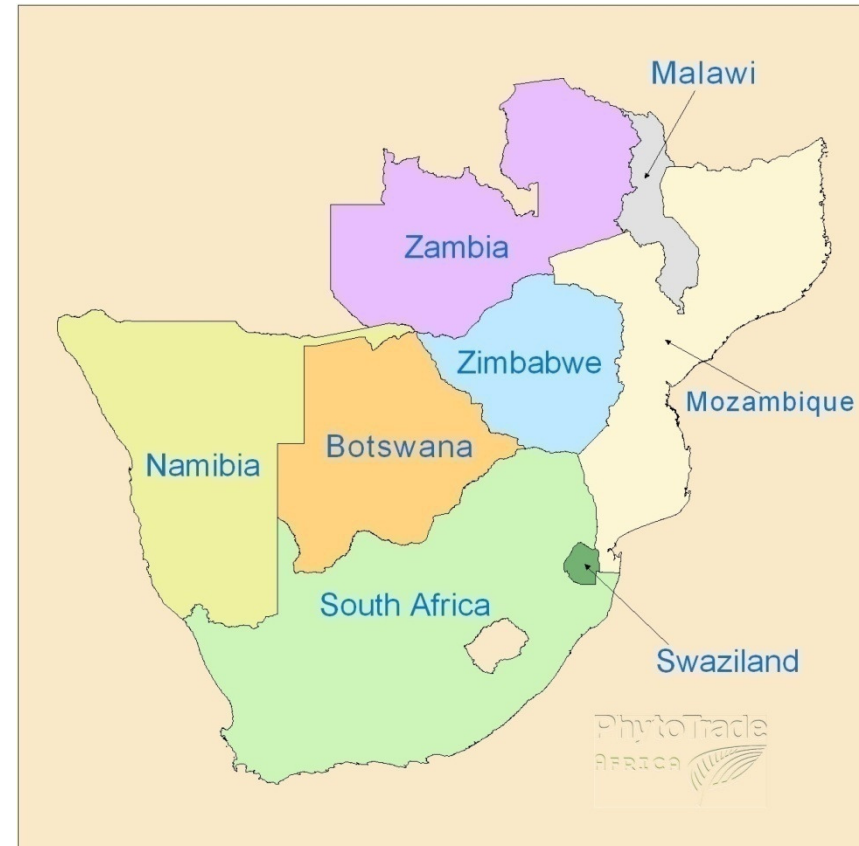 Malawi
Zambia
Zimbabwe
Mozambique
Botswana
Namibia
South Africa
Swaziland
PhytoTrade
AFRICA